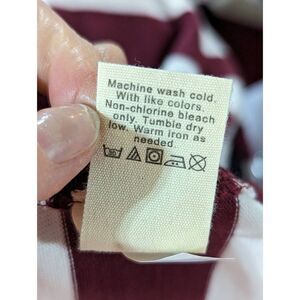 Machine wash cold.
With like colors.
Non-chlorine bleach
only. Tumble dry
low. Warm iron as
needed